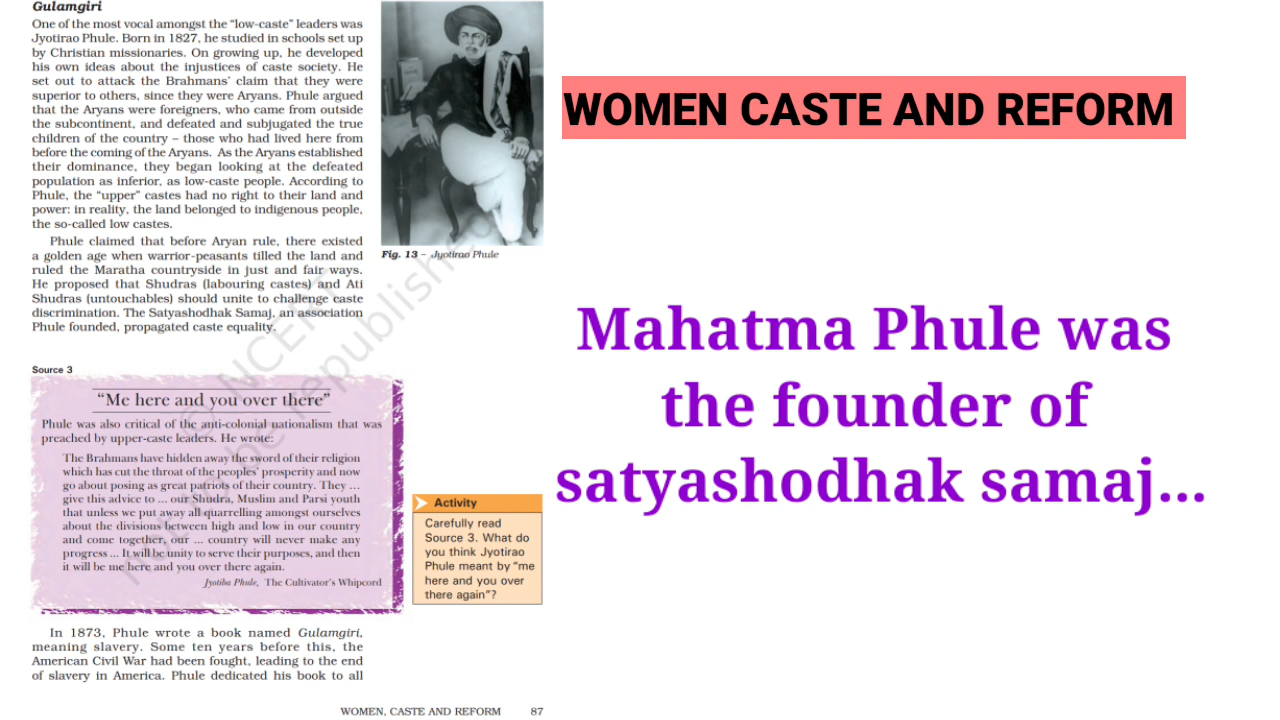 Gulamgiri
One of the most vocal amongst the “low-caste” leaders was
Jyotirao Phule. Born in 1827, he studied in schools set up
by Christian missionaries. On growing up, he developed
his own ideas about the injustices of caste society. He
set out to attack the Brahmans’ claim that they were
superior to others, since they were Aryans. Phule argued
that the Aryans were foreigners, who came from outside
the subcontinent, and defeated and subjugated the true
children of the country – those who had lived here from
before the coming of the Aryans. As the Aryans established
their dominance, they began looking at the defeated
population as inferior, as low-caste people. According to
Phule, the “upper” castes had no right to their land and
power: in reality, the land belonged to indigenous people,
the so-called low castes.
Phule claimed that before Aryan rule, there existed
a golden age when warrior-peasants tilled the land and
ruled the Maratha countryside in just and fair ways.
He proposed that Shudras (labouring castes) and Ati
Shudras (untouchables) should unite to challenge caste
discrimination. The Satyashodhak Samaj, an association
Phule founded, propagated caste equality.
Fig. 13 – Jyotirao Phule
Source 3
“Me here and you over there”
Phule was also critical of the anti-colonial nationalism that was
preached by upper-caste leaders. He wrote:
The Brahmans have hidden away the sword of their religion
which has cut the throat of the peoples’ prosperity and now
go about posing as great patriots of their country. They ...
give this advice to ... our Shudra, Muslim and Parsi youth
that unless we put away all quarrelling amongst ourselves
about the divisions between high and low in our country
and come together, our ... country will never make any
progress ... It will be unity to serve their purposes, and then
it will be me here and you over there again.
Jyotiba Phule, The Cultivator’s Whipcord
Activity
Carefully read
Source 3. What do
you think Jyotirao
Phule meant by “me
here and you over
there again”?
In 1873, Phule wrote a book named Gulamgiri,
meaning slavery. Some ten years before this, the
American Civil War had been fought, leading to the end
of slavery in America. Phule dedicated his book to all
WOMEN, CASTE AND REFORM 87
WOMEN CASTE AND REFORM
Mahatma Phule was
the founder of
satyashodhak samaj...
© NCERT
republished